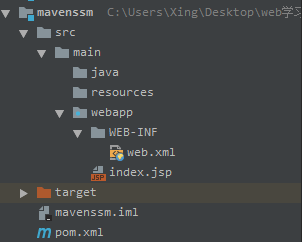 mavenssm C:\Users\Xing\Desktop\web学习
src
main
java
resources
webapp
WEB-INF
web.xml
index.jsp
target
mavenssm.iml
pom.xml